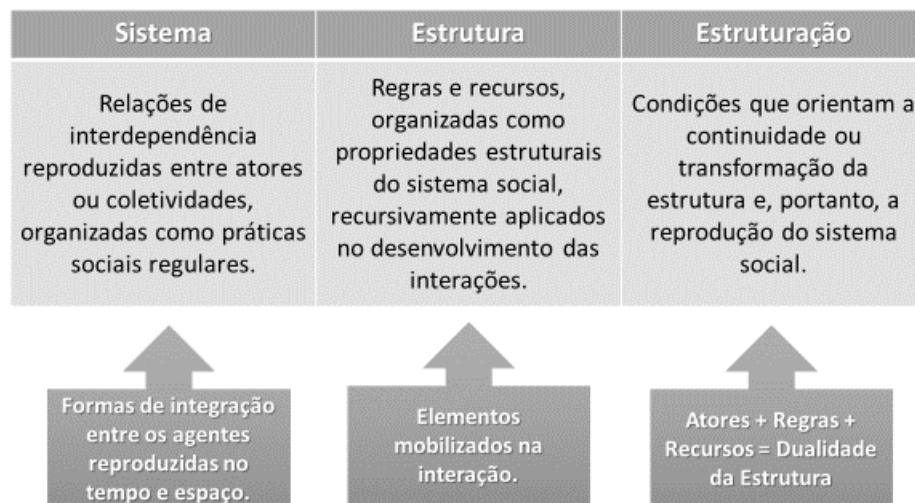 Sistema
Estrutura
Estruturação
Relações de
interdependência
reproduzidas entre atores
ou coletividades,
organizadas como práticas
sociais regulares.
Regras e recursos,
organizadas como
propriedades estruturais
do sistema social,
recursivamente aplicados
no desenvolvimento das
interações.
Condições que orientam a
continuidade ou
transformação da
estrutura e, portanto, a
reprodução do sistema
social.
Formas de integração
entre os agentes
reproduzidas no
tempo e espaço.
Elementos
mobilizados na
interação.
Atores + Regras +
Recursos = Dualidade
da Estrutura